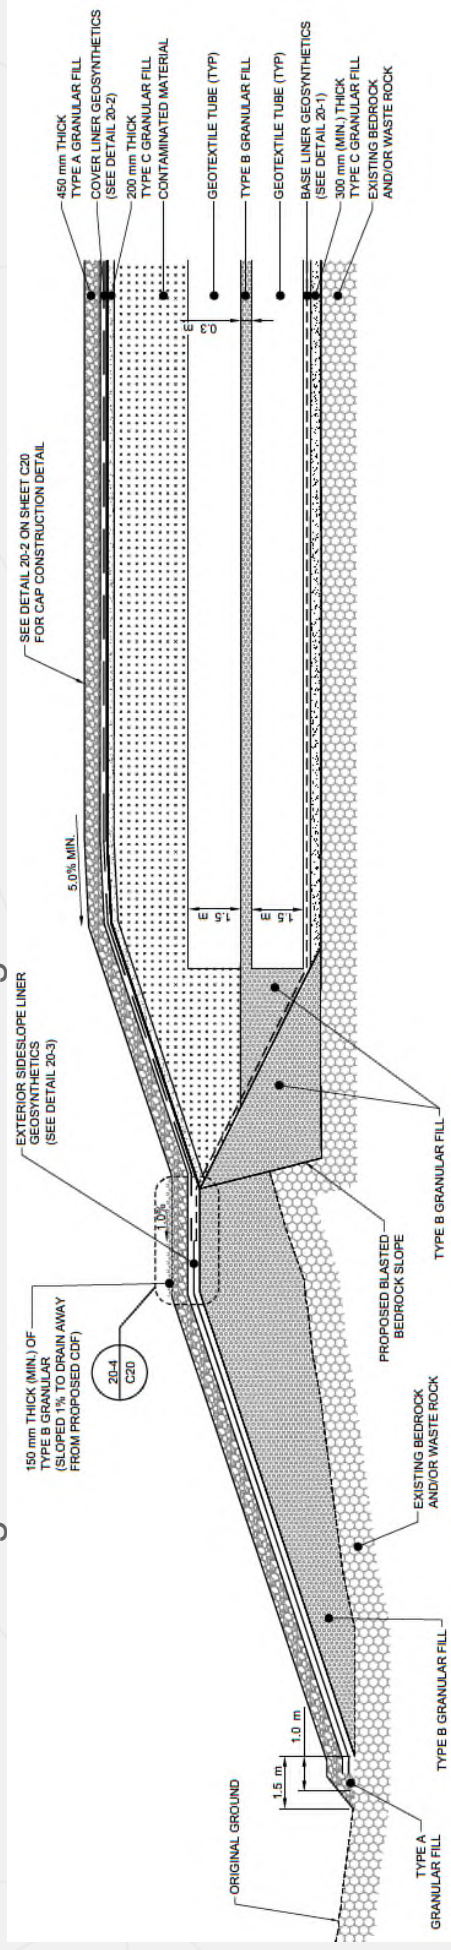 450 mm THICK
TYPE A GRANULAR FILL
COVER LINER GEOSYNTHETICS
(SEE DETAIL 20-2)
200 mm THICK
TYPE C GRANULAR FILL
CONTAMINATED MATERIAL
GEOTEXTILE TUBE (TYP)
TYPE B GRANULAR FILL
GEOTEXTILE TUBE (TYP)
BASE LINER GEOSYNTHETICS
(SEE DETAIL 20-1)
300 mm (MIN.) THICK
TYPE C GRANULAR FILL
EXISTING BEDROCK
AND/OR WASTE ROCK
0.3 m
SEE DETAIL 20-2 ON SHEET C20
FOR CAP CONSTRUCTION DETAIL
5.0% MIN.
1.5 m
1.5 m
EXTERIOR SIDESLOPE LINER
GEOSYNTHETICS
(SEE DETAIL 20-3)
1.0%
150 mm THICK (MIN.) OF
TYPE B GRANULAR
(SLOPED 1% TO DRAIN AWAY
FROM PROPOSED CDF)
20-4
C20
TYPE B GRANULAR FILL
PROPOSED BLASTED
BEDROCK SLOPE
EXISTING BEDROCK
AND/OR WASTE ROCK
TYPE B GRANULAR FILL
1.0 m
1.5 m
ORIGINAL GROUND
TYPE A
GRANULAR FILL